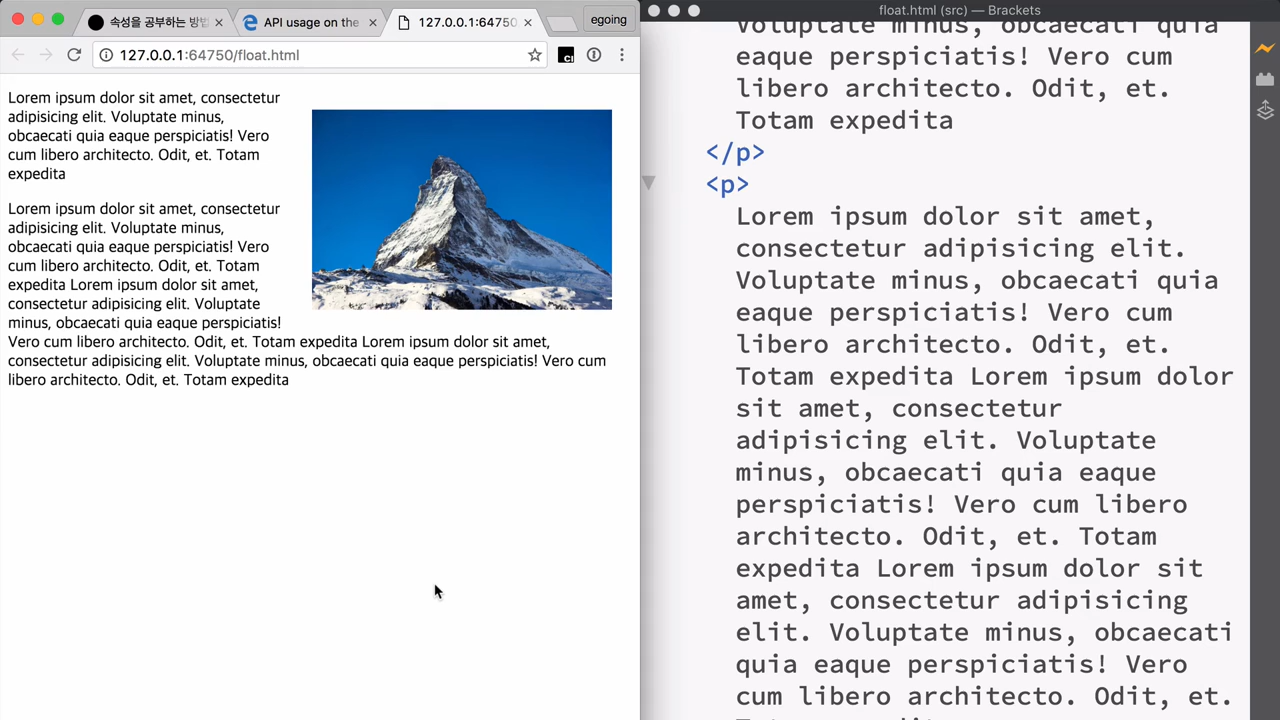 속성을 공부하는 방법
API usage on the
127.0.0.1:64750
egoing
127.0.0.1:64750/float.html
Lorem ipsum dolor sit amet, consectetur
adipisicing elit. Voluptate minus,
obcaecati quia eaque perspiciatis! Vero
cum libero architecto. Odit, et. Totam
expedita
Lorem ipsum dolor sit amet, consectetur
adipisicing elit. Voluptate minus,
obcaecati quia eaque perspiciatis! Vero
cum libero architecto. Odit, et. Totam
expedita Lorem ipsum dolor sit amet,
consectetur adipisicing elit. Voluptate
minus, obcaecati quia eaque perspiciatis!
Vero cum libero architecto. Odit, et. Totam expedita Lorem ipsum dolor sit amet,
consectetur adipisicing elit. Voluptate minus, obcaecati quia eaque perspiciatis! Vero cum
libero architecto. Odit, et. Totam expedita
float.html (src) — Brackets
voluptate minus, obcaecati quia
eaque perspiciatis! Vero cum
libero architecto. Odit, et.
Totam expedita
</p>
<p>
Lorem ipsum dolor sit amet,
consectetur adipisicing elit.
Voluptate minus, obcaecati quia
eaque perspiciatis! Vero cum
libero architecto. Odit, et.
Totam expedita Lorem ipsum dolor
sit amet, consectetur
adipisicing elit. Voluptate
minus, obcaecati quia eaque
perspiciatis! Vero cum libero
architecto. Odit, et. Totam
expedita Lorem ipsum dolor sit
amet, consectetur adipisicing
elit. Voluptate minus, obcaecati
quia eaque perspiciatis! Vero
cum libero architecto. Odit, et.